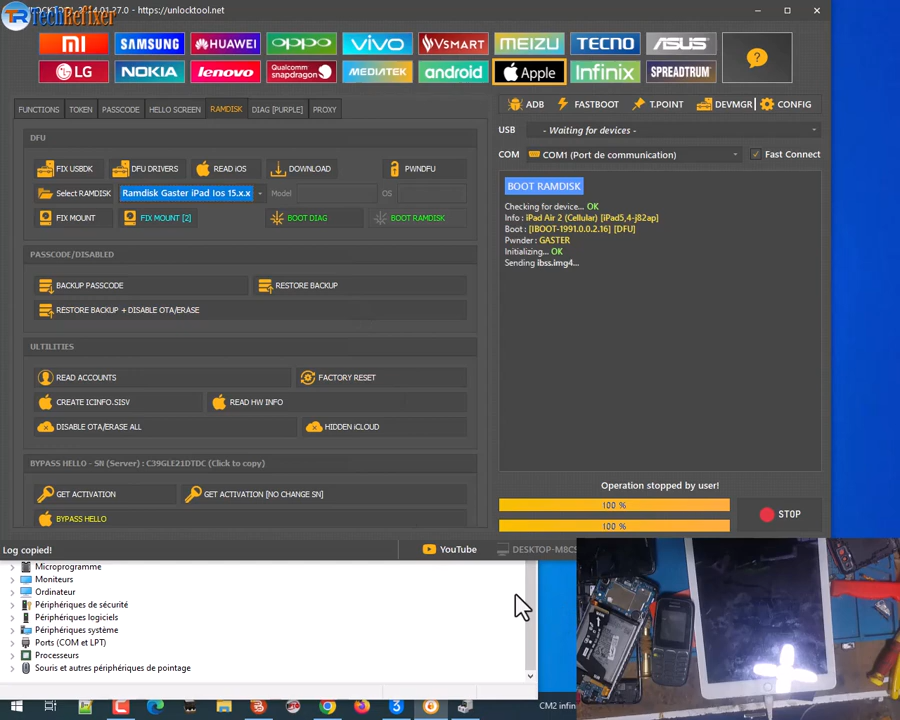 TechRefixer
UNLOCKTOOL 2024.01.27.0 - https://unlocktool.net
MI SAMSUNG HUAWEI OPPO VIVO VSMART MEIZU TECNO ASUS
LG NOKIA lenovo Qualcomm snapdragon MEDIATEK android Apple Infinix SPREADTRUM ?
FUNCTIONS TOKEN PASSCODE HELLO SCREEN RAMDISK DIAG [PURPLE] PROXY
ADB FASTBOOT T.POINT DEVMGR CONFIG
USB - Waiting for devices -
COM COM1 (Port de communication) Fast Connect
DFU
FIX USBDK DFU DRIVERS READ iOS DOWNLOAD PWNDFU
Select RAMDISK Ramdisk Gaster iPad Ios 15.x.x Model OS
FIX MOUNT FIX MOUNT [2] BOOT DIAG BOOT RAMDISK
PASSCODE/DISABLED
BACKUP PASSCODE RESTORE BACKUP
RESTORE BACKUP + DISABLE OTA/ERASE
ULTILITIES
READ ACCOUNTS FACTORY RESET
CREATE ICINFO.SISV READ HW INFO
DISABLE OTA/ERASE ALL HIDDEN iCLOUD
BYPASS HELLO - SN (Server) : C39GLE21DTDC (Click to copy)
GET ACTIVATION GET ACTIVATION [NO CHANGE SN]
BYPASS HELLO
BOOT RAMDISK
Checking for device... OK
Info : iPad Air 2 (Cellular) [iPad5,4-j82ap]
Boot : [IBOOT-1991.0.0.2.16] [DFU]
Pwnder : GASTER
Initializing... OK
Sending ibss.img4...
Operation stopped by user!
100 %
100 %
STOP
Log copied! YouTube DESKTOP-M8CS
Microprogramme
Moniteurs
Ordinateur
Périphériques de sécurité
Périphériques logiciels
Périphériques système
Ports (COM et LPT)
Processeurs
Souris et autres périphériques de pointage
CM2 infin